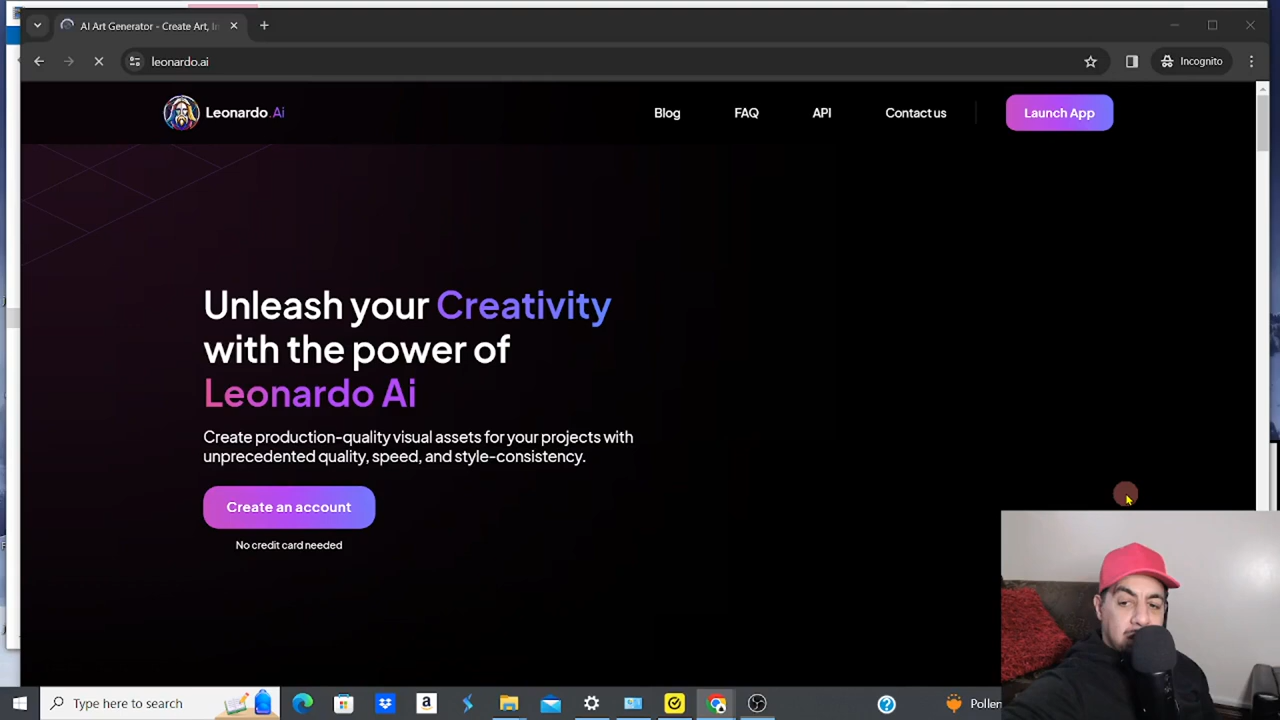 AI Art Generator - Create Art, In
leonardo.ai
Incognito
Leonardo.Ai
Blog
FAQ
API
Contact us
Launch App
Unleash your Creativity
with the power of
Leonardo Ai
Create production-quality visual assets for your projects with
unprecedented quality, speed, and style-consistency.
Create an account
No credit card needed
Type here to search
Pollen